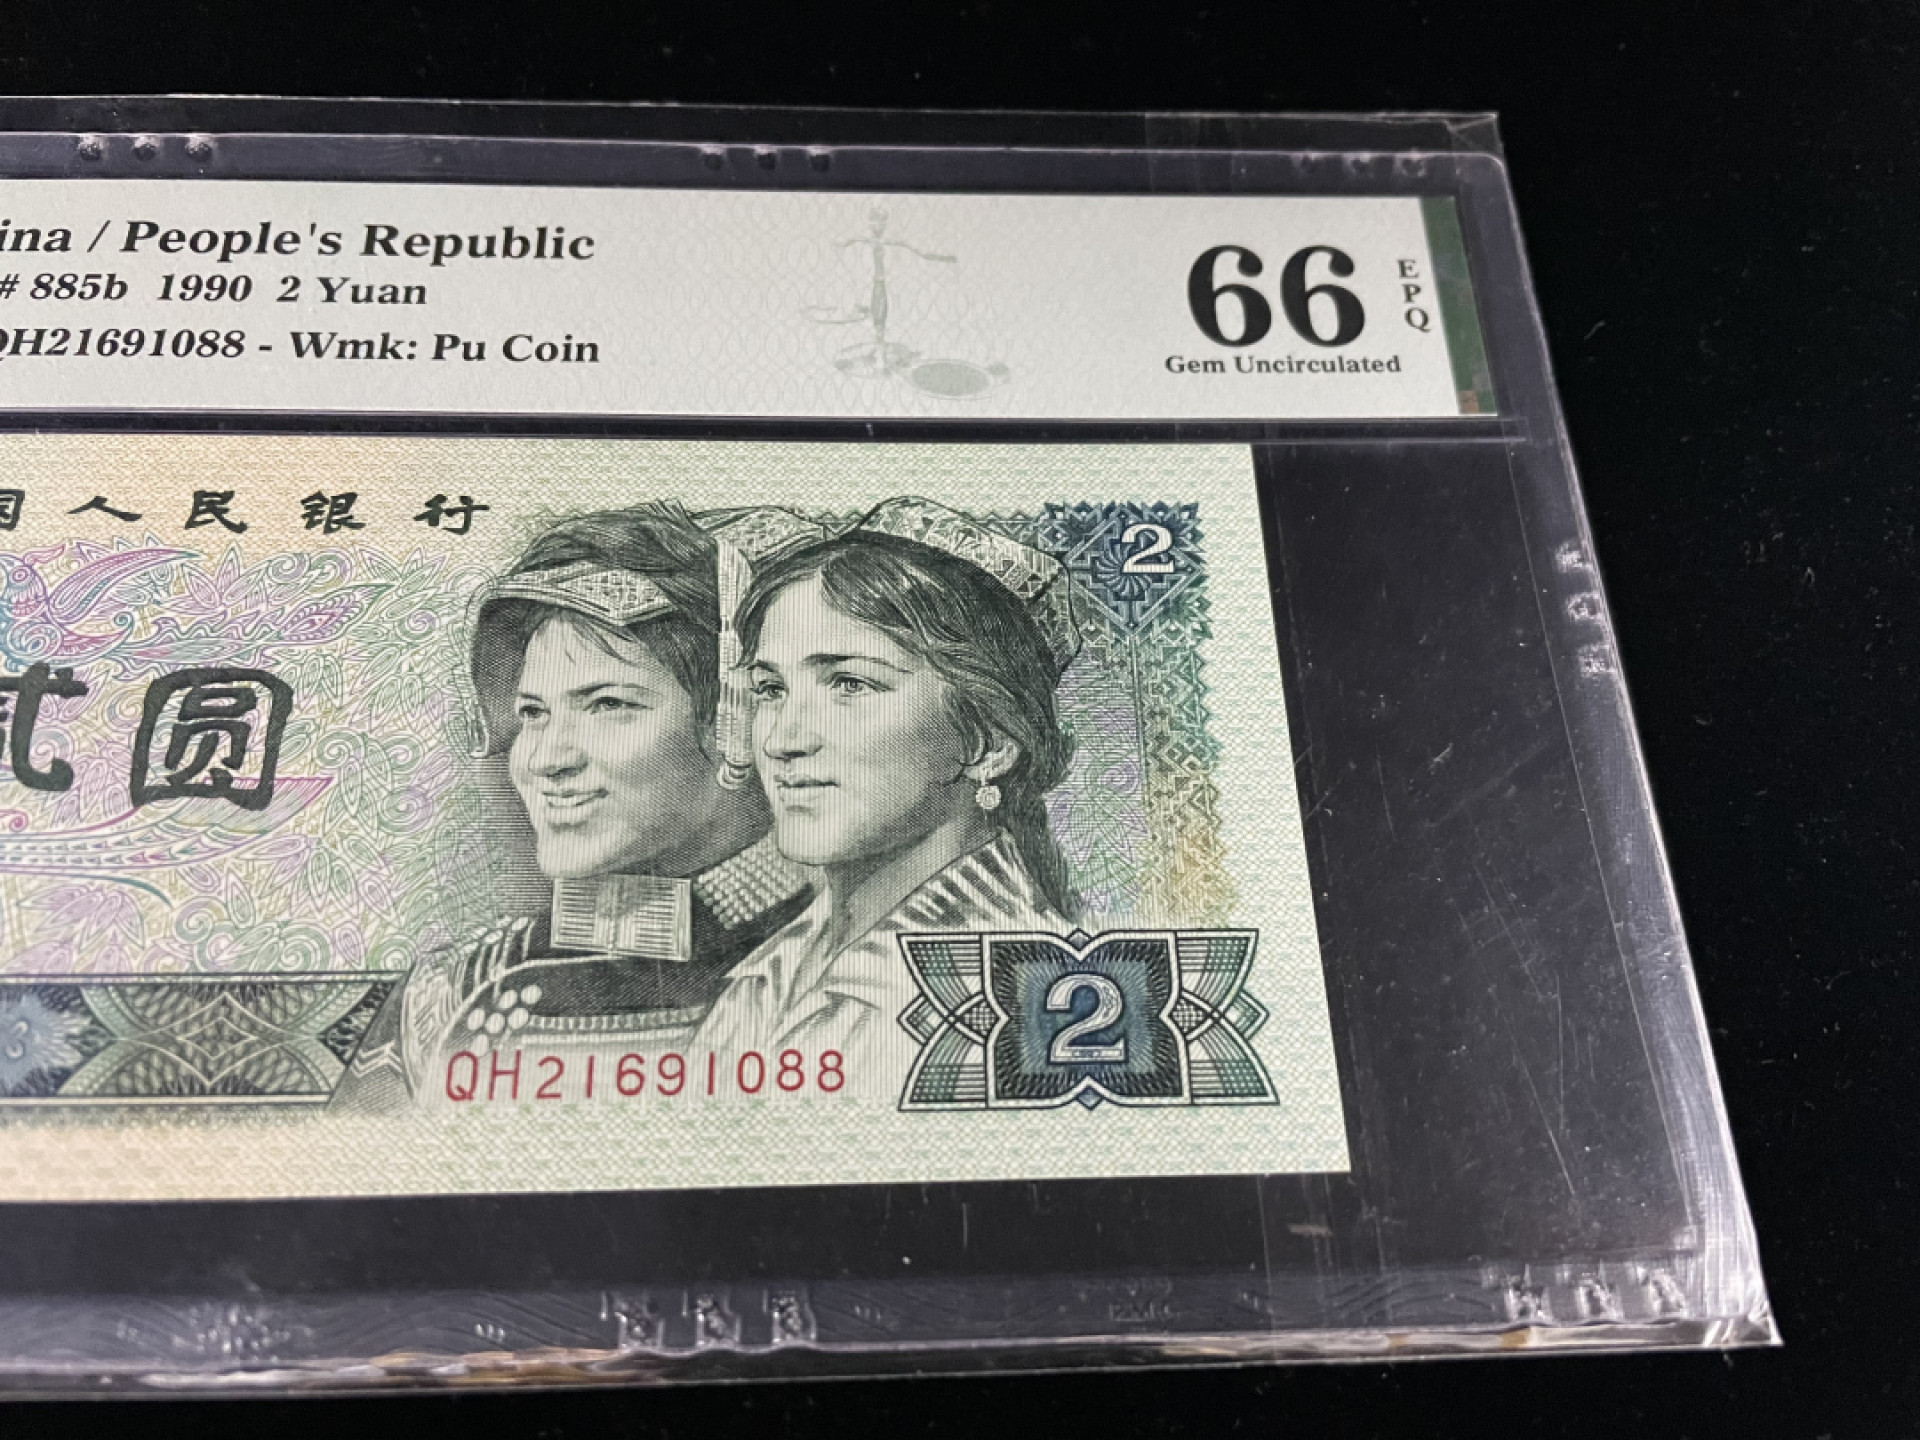 ina / People's Republic
# 885b 1990 2 Yuan
QH21691088 - Wmk: Pu Coin
66
EPQ
Gem Uncirculated
国人民银行
2
贰圆
2
QH21691088